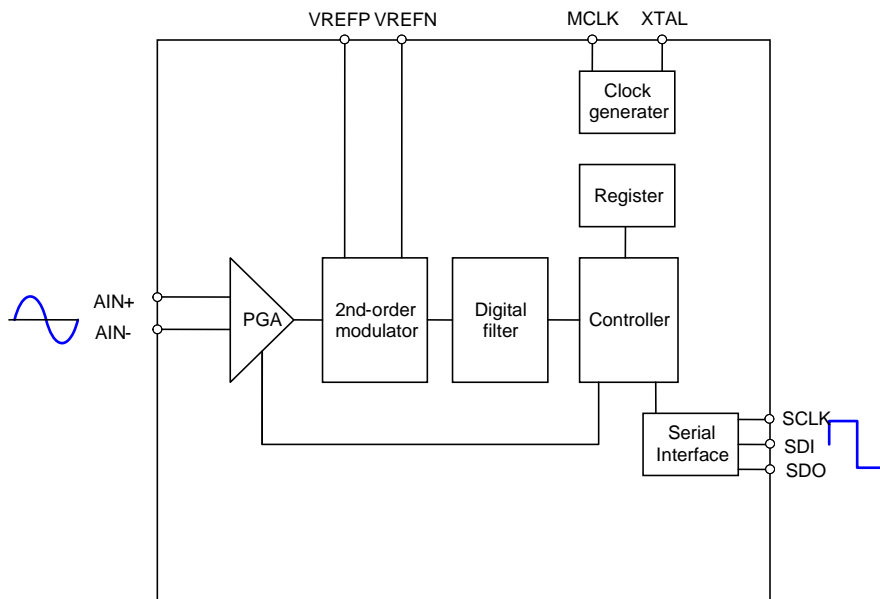 VREFP VREFN
MCLK XTAL
Clock
generater
Register
AIN+
AIN-
PGA
2nd-order
modulator
Digital
filter
Controller
Serial
Interface
SCLK
SDI
SDO